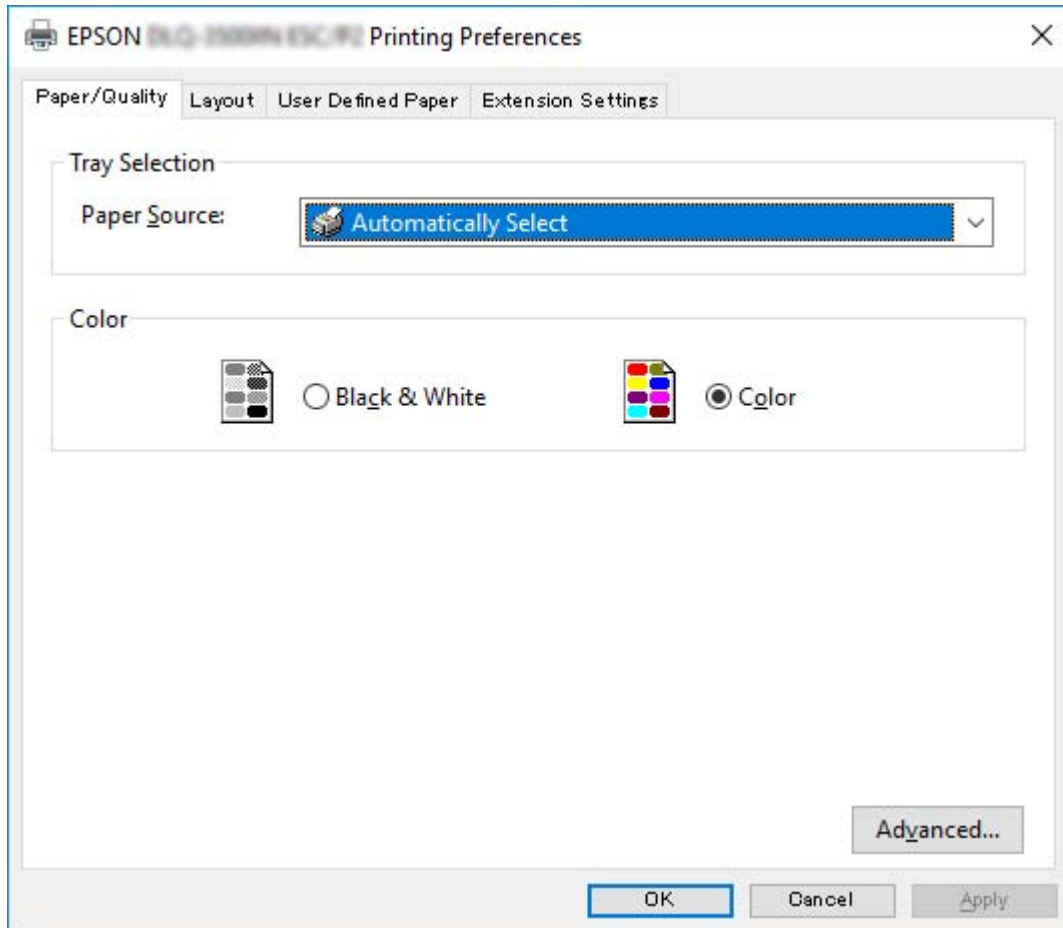 EPSON Printing Preferences
Paper/Quality Layout User Defined Paper Extension Settings
Tray Selection
Paper Source: Automatically Select
Color
Black & White Color
Advanced...
OK Cancel Apply